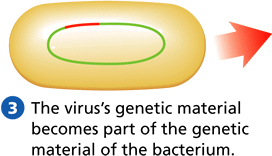 3 The virus's genetic material
becomes part of the genetic
material of the bacterium.